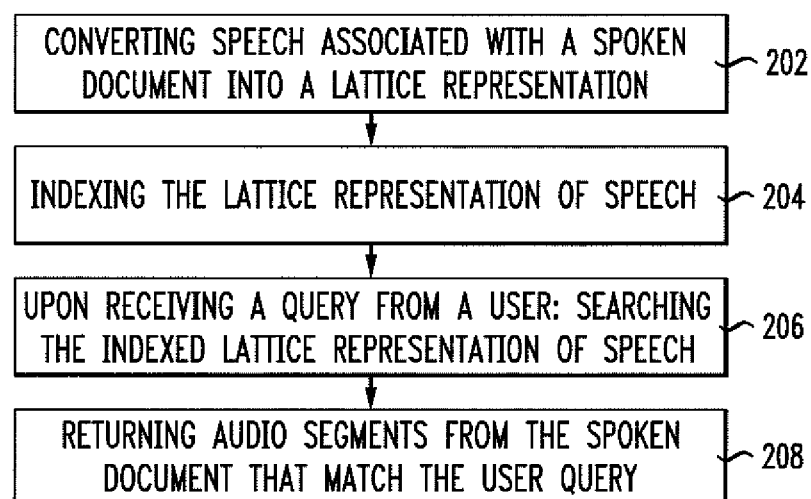 CONVERTING SPEECH ASSOCIATED WITH A SPOKEN
DOCUMENT INTO A LATTICE REPRESENTATION
202
INDEXING THE LATTICE REPRESENTATION OF SPEECH
204
UPON RECEIVING A QUERY FROM A USER: SEARCHING
THE INDEXED LATTICE REPRESENTATION OF SPEECH
206
RETURNING AUDIO SEGMENTS FROM THE SPOKEN
DOCUMENT THAT MATCH THE USER QUERY
208